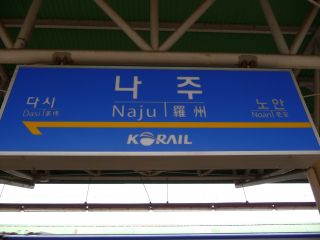 나 주
Naju 羅州
다시
Dasi 多侍
노안
Noan 老安
KORAIL